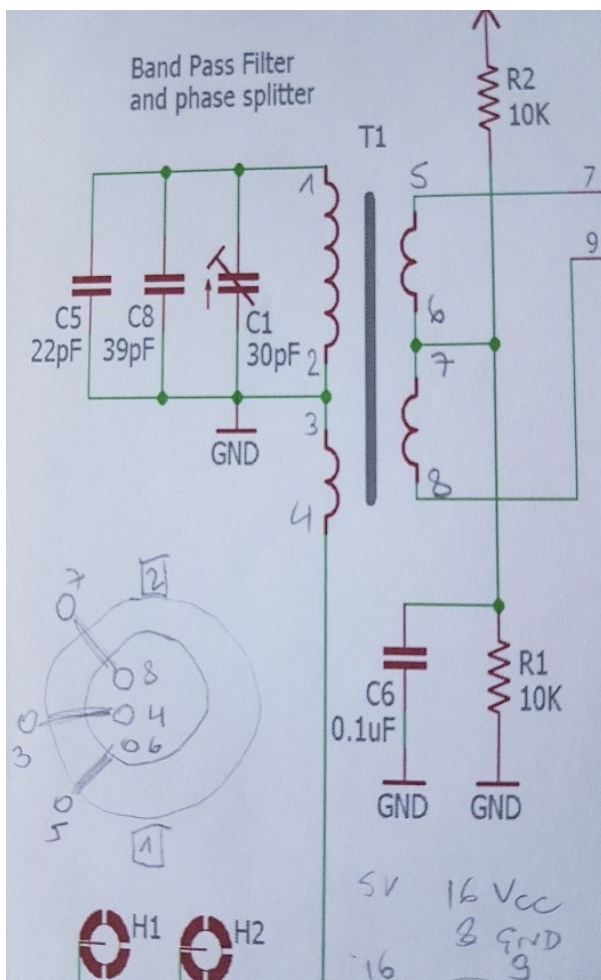 Band Pass Filter
and phase splitter
R2
10K
T1
1
5
7
9
C5
22pF
C8
39pF
C1
30pF
6
2
7
3
GND
8
4
7
2
8
4
3
6
5
1
R1
10K
C6
0.1uF
GND
GND
5V 16 Vcc
8 GND
16 9
H1
H2